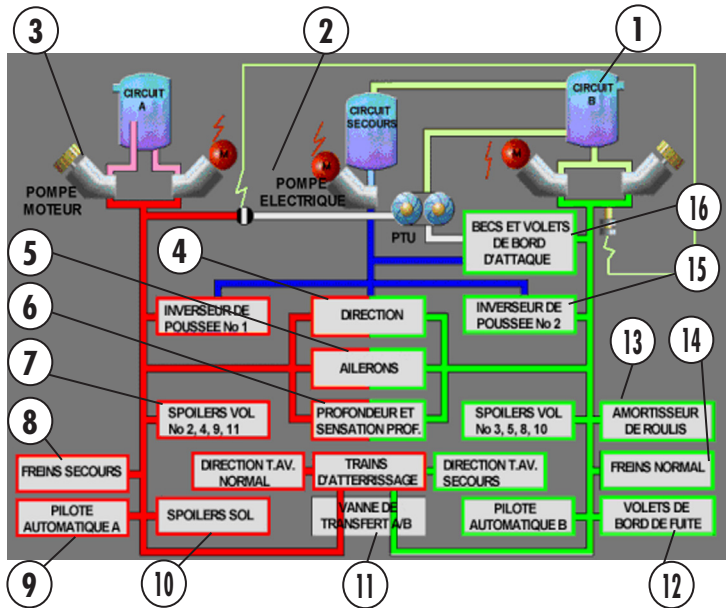 3
2
1
CIRCUIT
A
CIRCUIT
SECOURS
CIRCUIT
B
M
M
M
POMPE
MOTEUR
POMPE
ELECTRIQUE
PTU
16
BECS ET VOLETS
DE BORD
D'ATTAQUE
5
4
15
6
INVERSEUR DE
POUSSEE No 1
DIRECTION
INVERSEUR DE
POUSSEE No 2
7
AILERONS
13
14
8
SPOILERS VOL
No 2, 4, 9, 11
PROFONDEUR ET
SENSATION PROF.
SPOILERS VOL
No 3, 5, 8, 10
AMORTISSEUR
DE ROULIS
FREINS SECOURS
DIRECTION T.AV.
NORMAL
TRAINS
D'ATTERRISSAGE
DIRECTION T.AV.
SECOURS
FREINS NORMAL
PILOTE
AUTOMATIQUE A
SPOILERS SOL
VANNE DE
TRANSFERT A/B
PILOTE
AUTOMATIQUE B
VOLETS DE
BORD DE FUITE
9
10
11
12